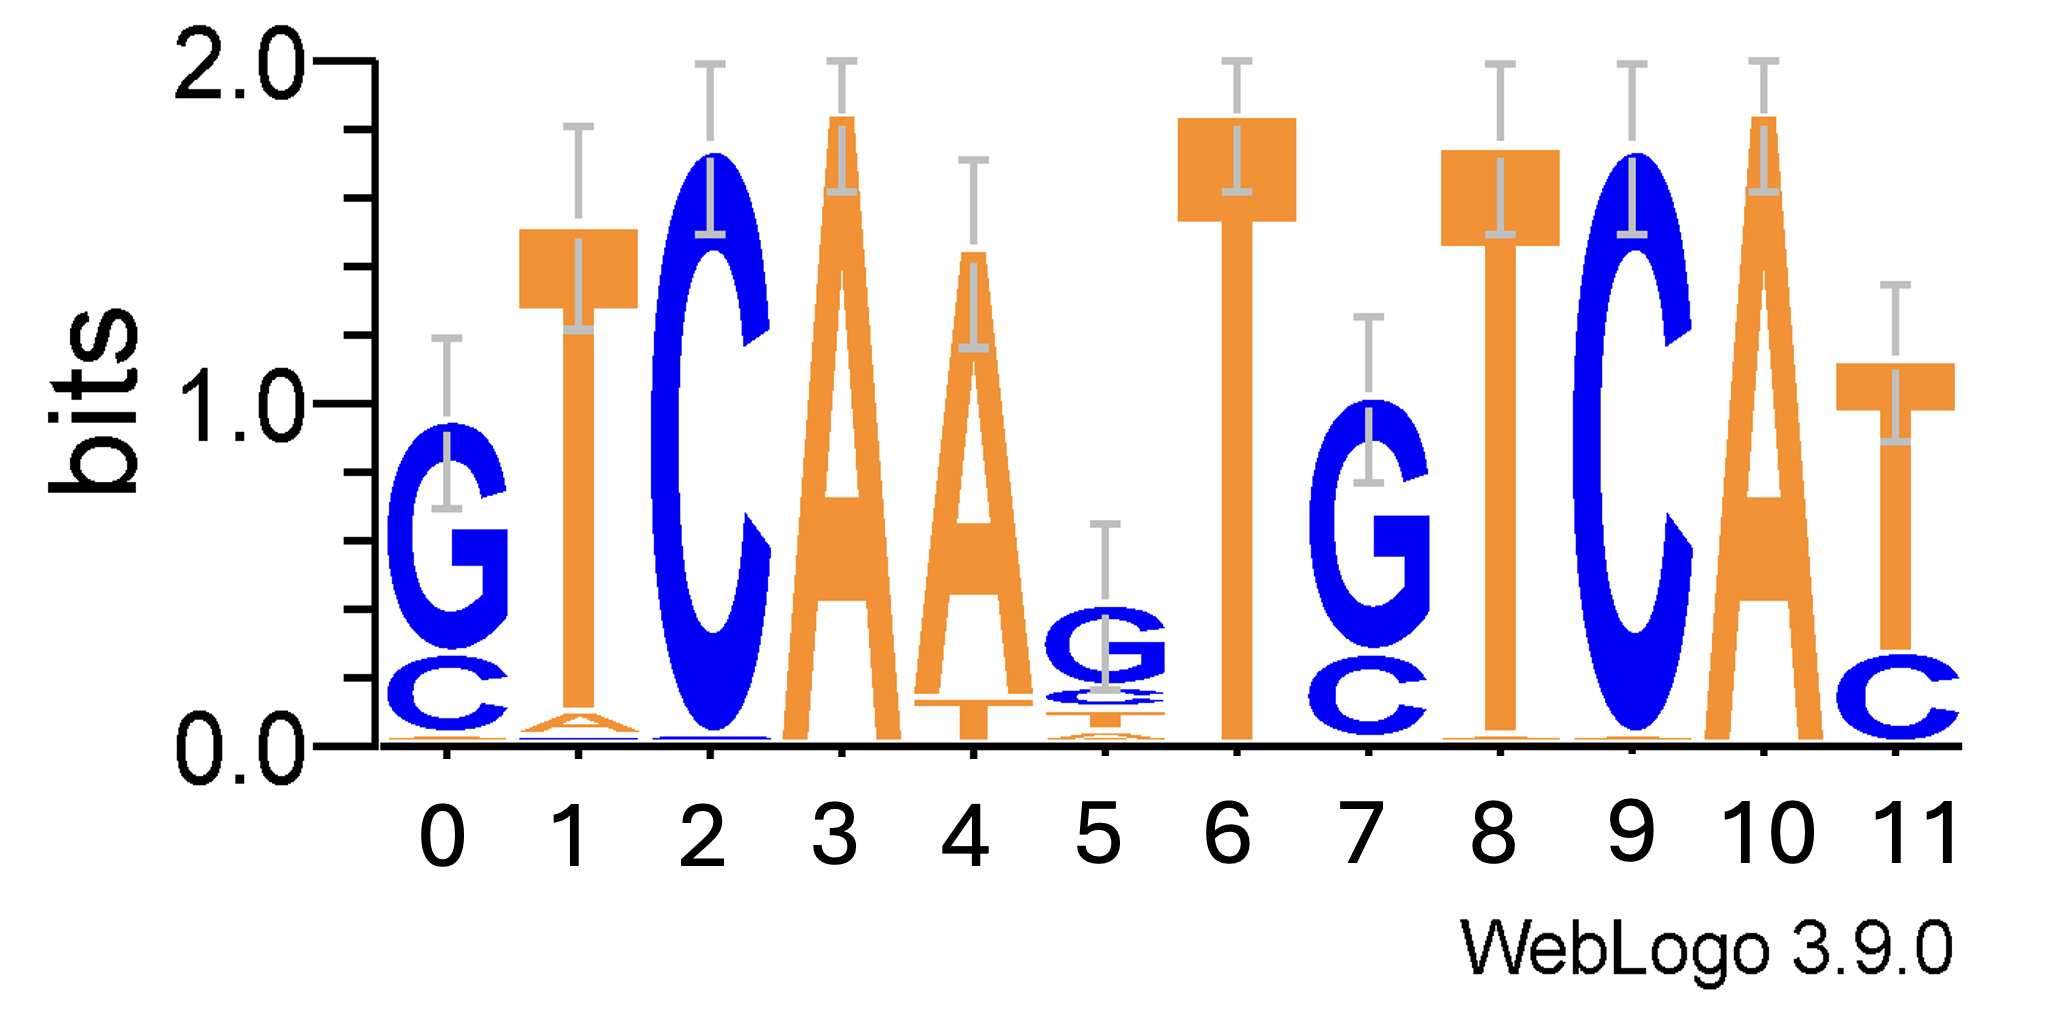 bits
2.0
1.0
0.0
G T C A A G T G T C A T
C A T C C C
T
A
0 1 2 3 4 5 6 7 8 9 10 11
WebLogo 3.9.0